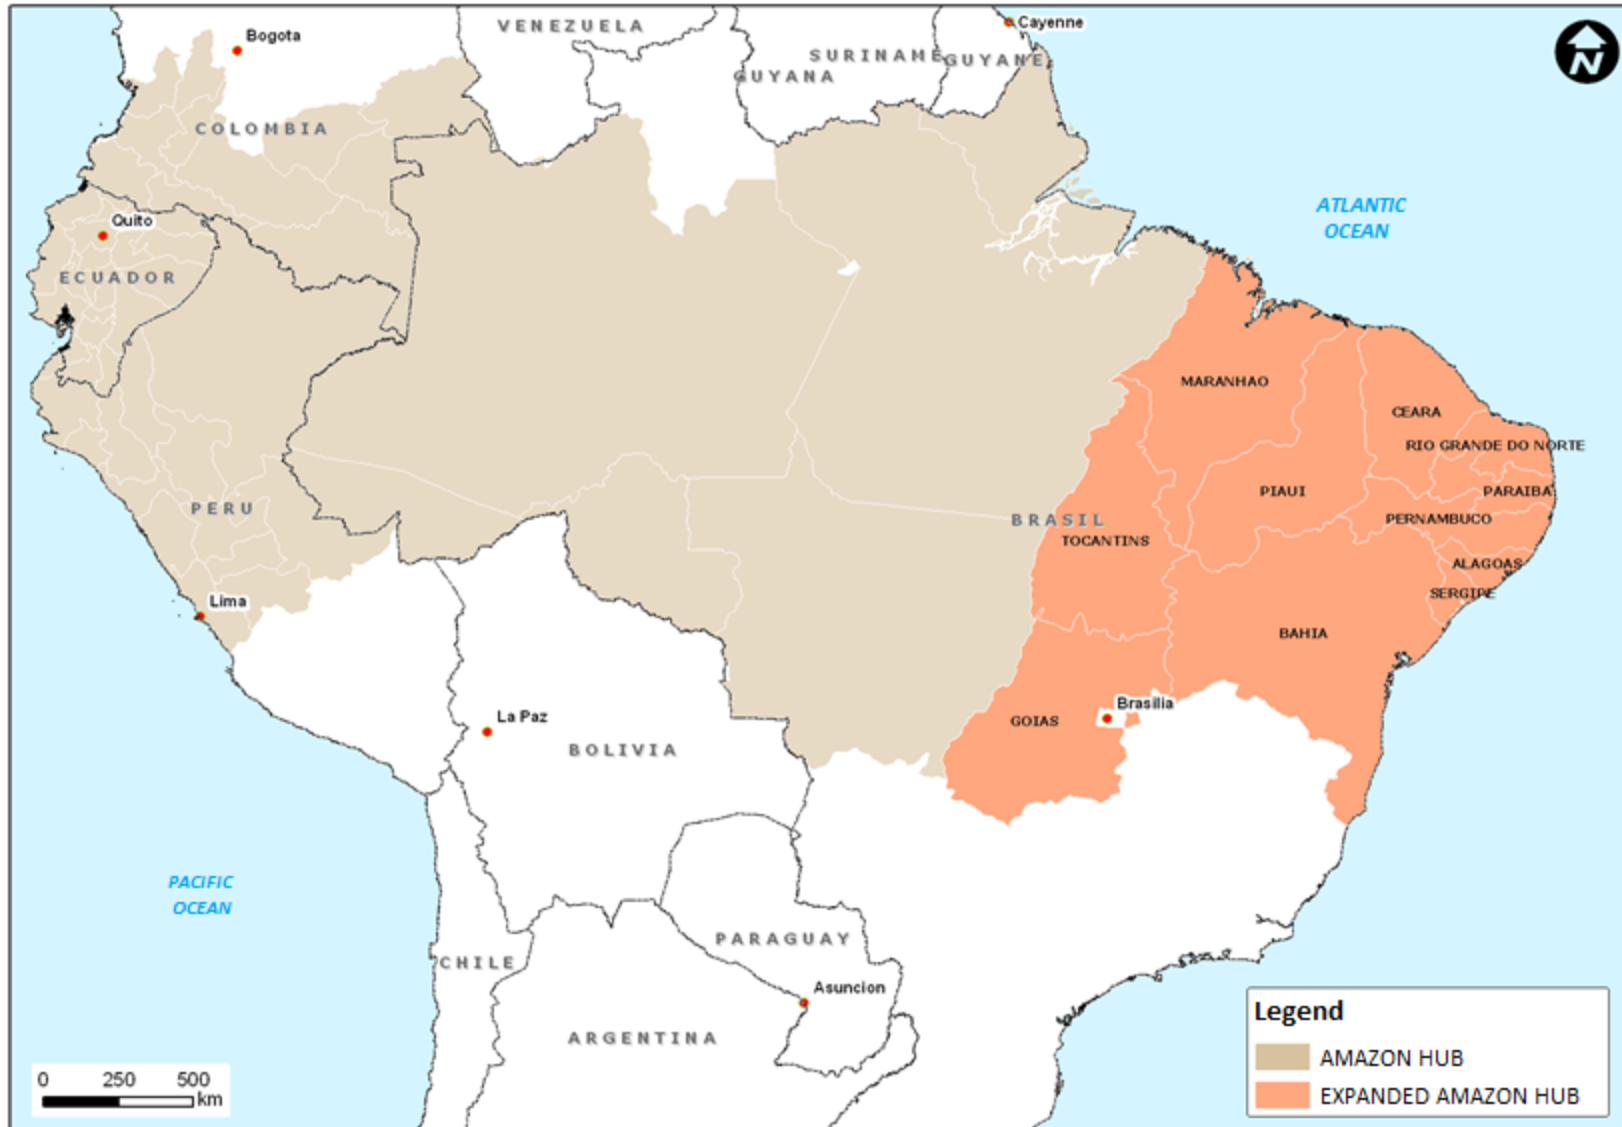 Bogota
VENEZUELA
Cayenne
SURINAME
GUYANE
GUYANA
N
COLOMBIA
ATLANTIC
OCEAN
Quito
ECUADOR
MARANHAO
CEARA
RIO GRANDE DO NORTE
PIAUI
PARAIBA
PERU
BRASIL
PERNAMBUCO
TOCANTINS
ALAGOAS
SERGIPE
Lima
BAHIA
Brasilia
La Paz
GOIAS
BOLIVIA
PACIFIC
OCEAN
PARAGUAY
CHILE
Asuncion
ARGENTINA
Legend
AMAZON HUB
EXPANDED AMAZON HUB
0 250 500
km